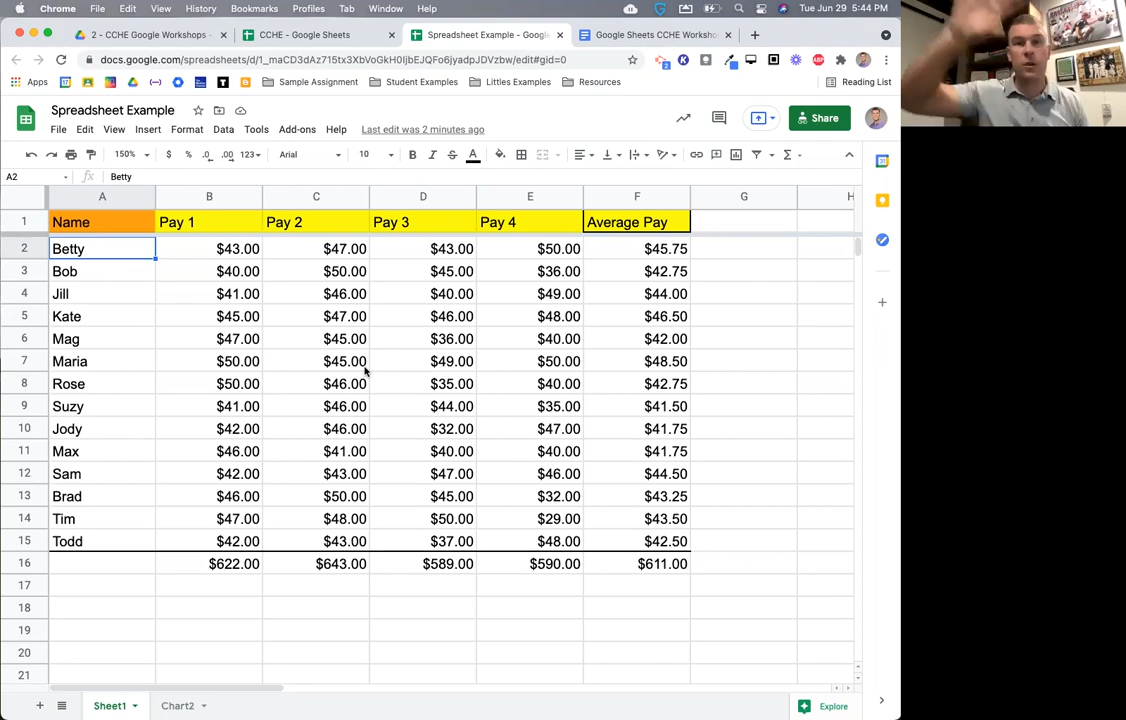 Chrome File Edit View History Bookmarks Profiles Tab Window Help Tue Jun 29 5:44 PM
2 - CCHE Google Workshops - CCHE - Google Sheets Spreadsheet Example - Google Google Sheets CCHE Worksho
docs.google.com/spreadsheets/d/1_maCD3dAz715tx3XbVoGkH0IjbEJQFo6jyadpJDVzbw/edit#gid=0
Apps Sample Assignment Student Examples Littles Examples Resources Reading List
Spreadsheet Example
Share
File Edit View Insert Format Data Tools Add-ons Help Last edit was 2 minutes ago
150% $ % .0 .00 123 Arial 10 B I S A
A2 fx Betty
A B C D E F G H
1 Name Pay 1 Pay 2 Pay 3 Pay 4 Average Pay
2 Betty $43.00 $47.00 $43.00 $50.00 $45.75
3 Bob $40.00 $50.00 $45.00 $36.00 $42.75
4 Jill $41.00 $46.00 $40.00 $49.00 $44.00
5 Kate $45.00 $47.00 $46.00 $48.00 $46.50
6 Mag $47.00 $45.00 $36.00 $40.00 $42.00
7 Maria $50.00 $45.00 $49.00 $50.00 $48.50
8 Rose $50.00 $46.00 $35.00 $40.00 $42.75
9 Suzy $41.00 $46.00 $44.00 $35.00 $41.50
10 Jody $42.00 $46.00 $32.00 $47.00 $41.75
11 Max $46.00 $41.00 $40.00 $40.00 $41.75
12 Sam $42.00 $43.00 $47.00 $46.00 $44.50
13 Brad $46.00 $50.00 $45.00 $32.00 $43.25
14 Tim $47.00 $48.00 $50.00 $29.00 $43.50
15 Todd $42.00 $43.00 $37.00 $48.00 $42.50
16 $622.00 $643.00 $589.00 $590.00 $611.00
17
18
19
20
21
Sheet1 Chart2 Explore